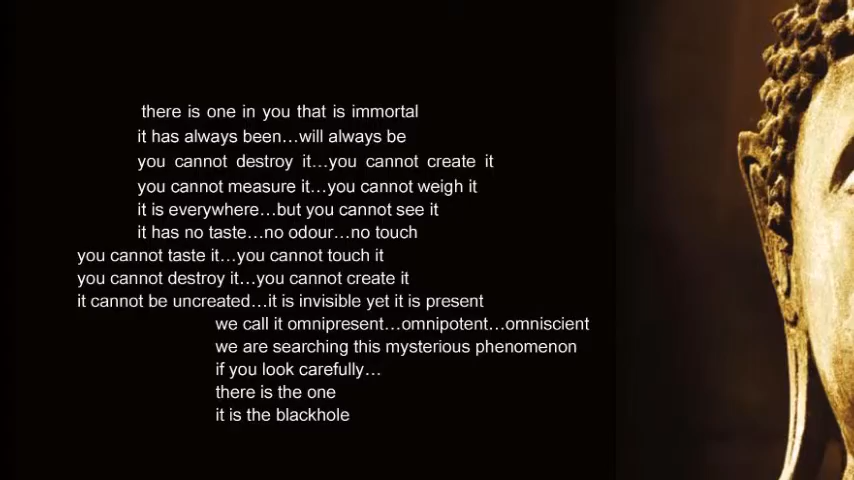 there is one in you that is immortal
it has always been…will always be
you cannot destroy it…you cannot create it
you cannot measure it…you cannot weigh it
it is everywhere…but you cannot see it
it has no taste…no odour…no touch
you cannot taste it…you cannot touch it
you cannot destroy it…you cannot create it
it cannot be uncreated…it is invisible yet it is present
we call it omnipresent…omnipotent…omniscient
we are searching this mysterious phenomenon
if you look carefully…
there is the one
it is the blackhole